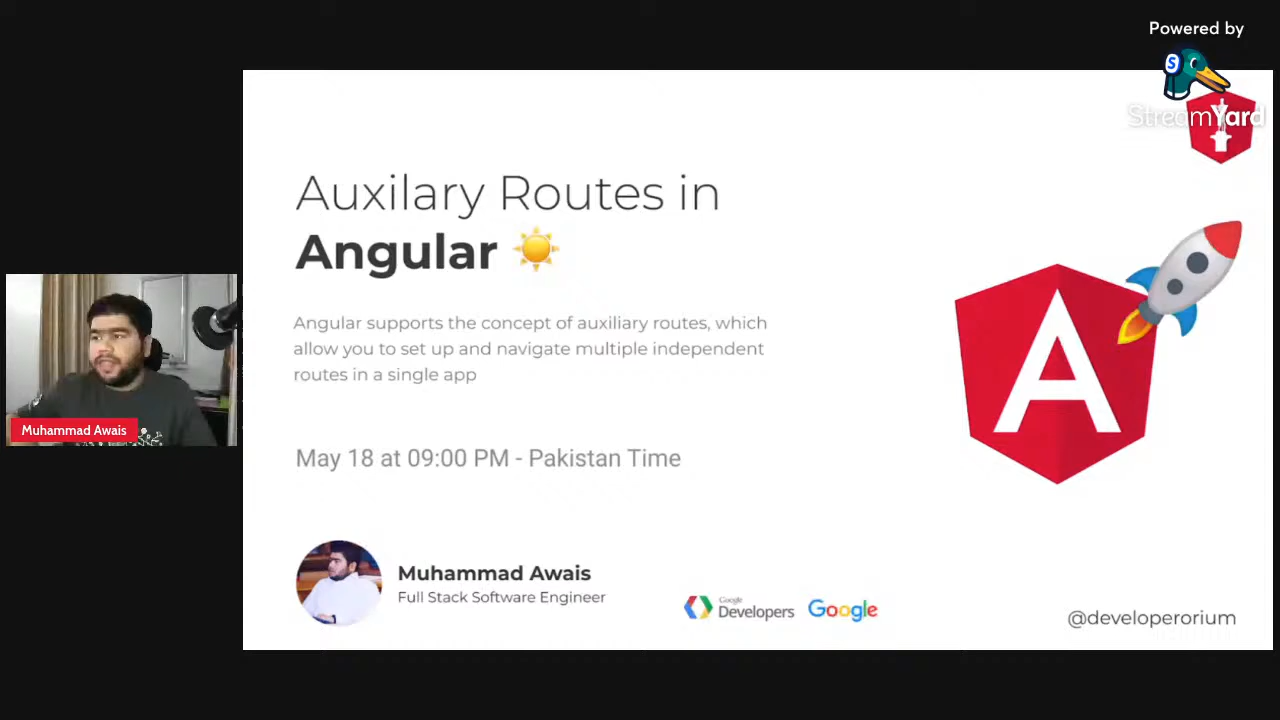 Powered by
StreamYard
Auxilary Routes in
Angular
Angular supports the concept of auxiliary routes, which
allow you to set up and navigate multiple independent
routes in a single app
May 18 at 09:00 PM - Pakistan Time
Muhammad Awais
Muhammad Awais
Full Stack Software Engineer
Google
Developers
Google
@developerorium